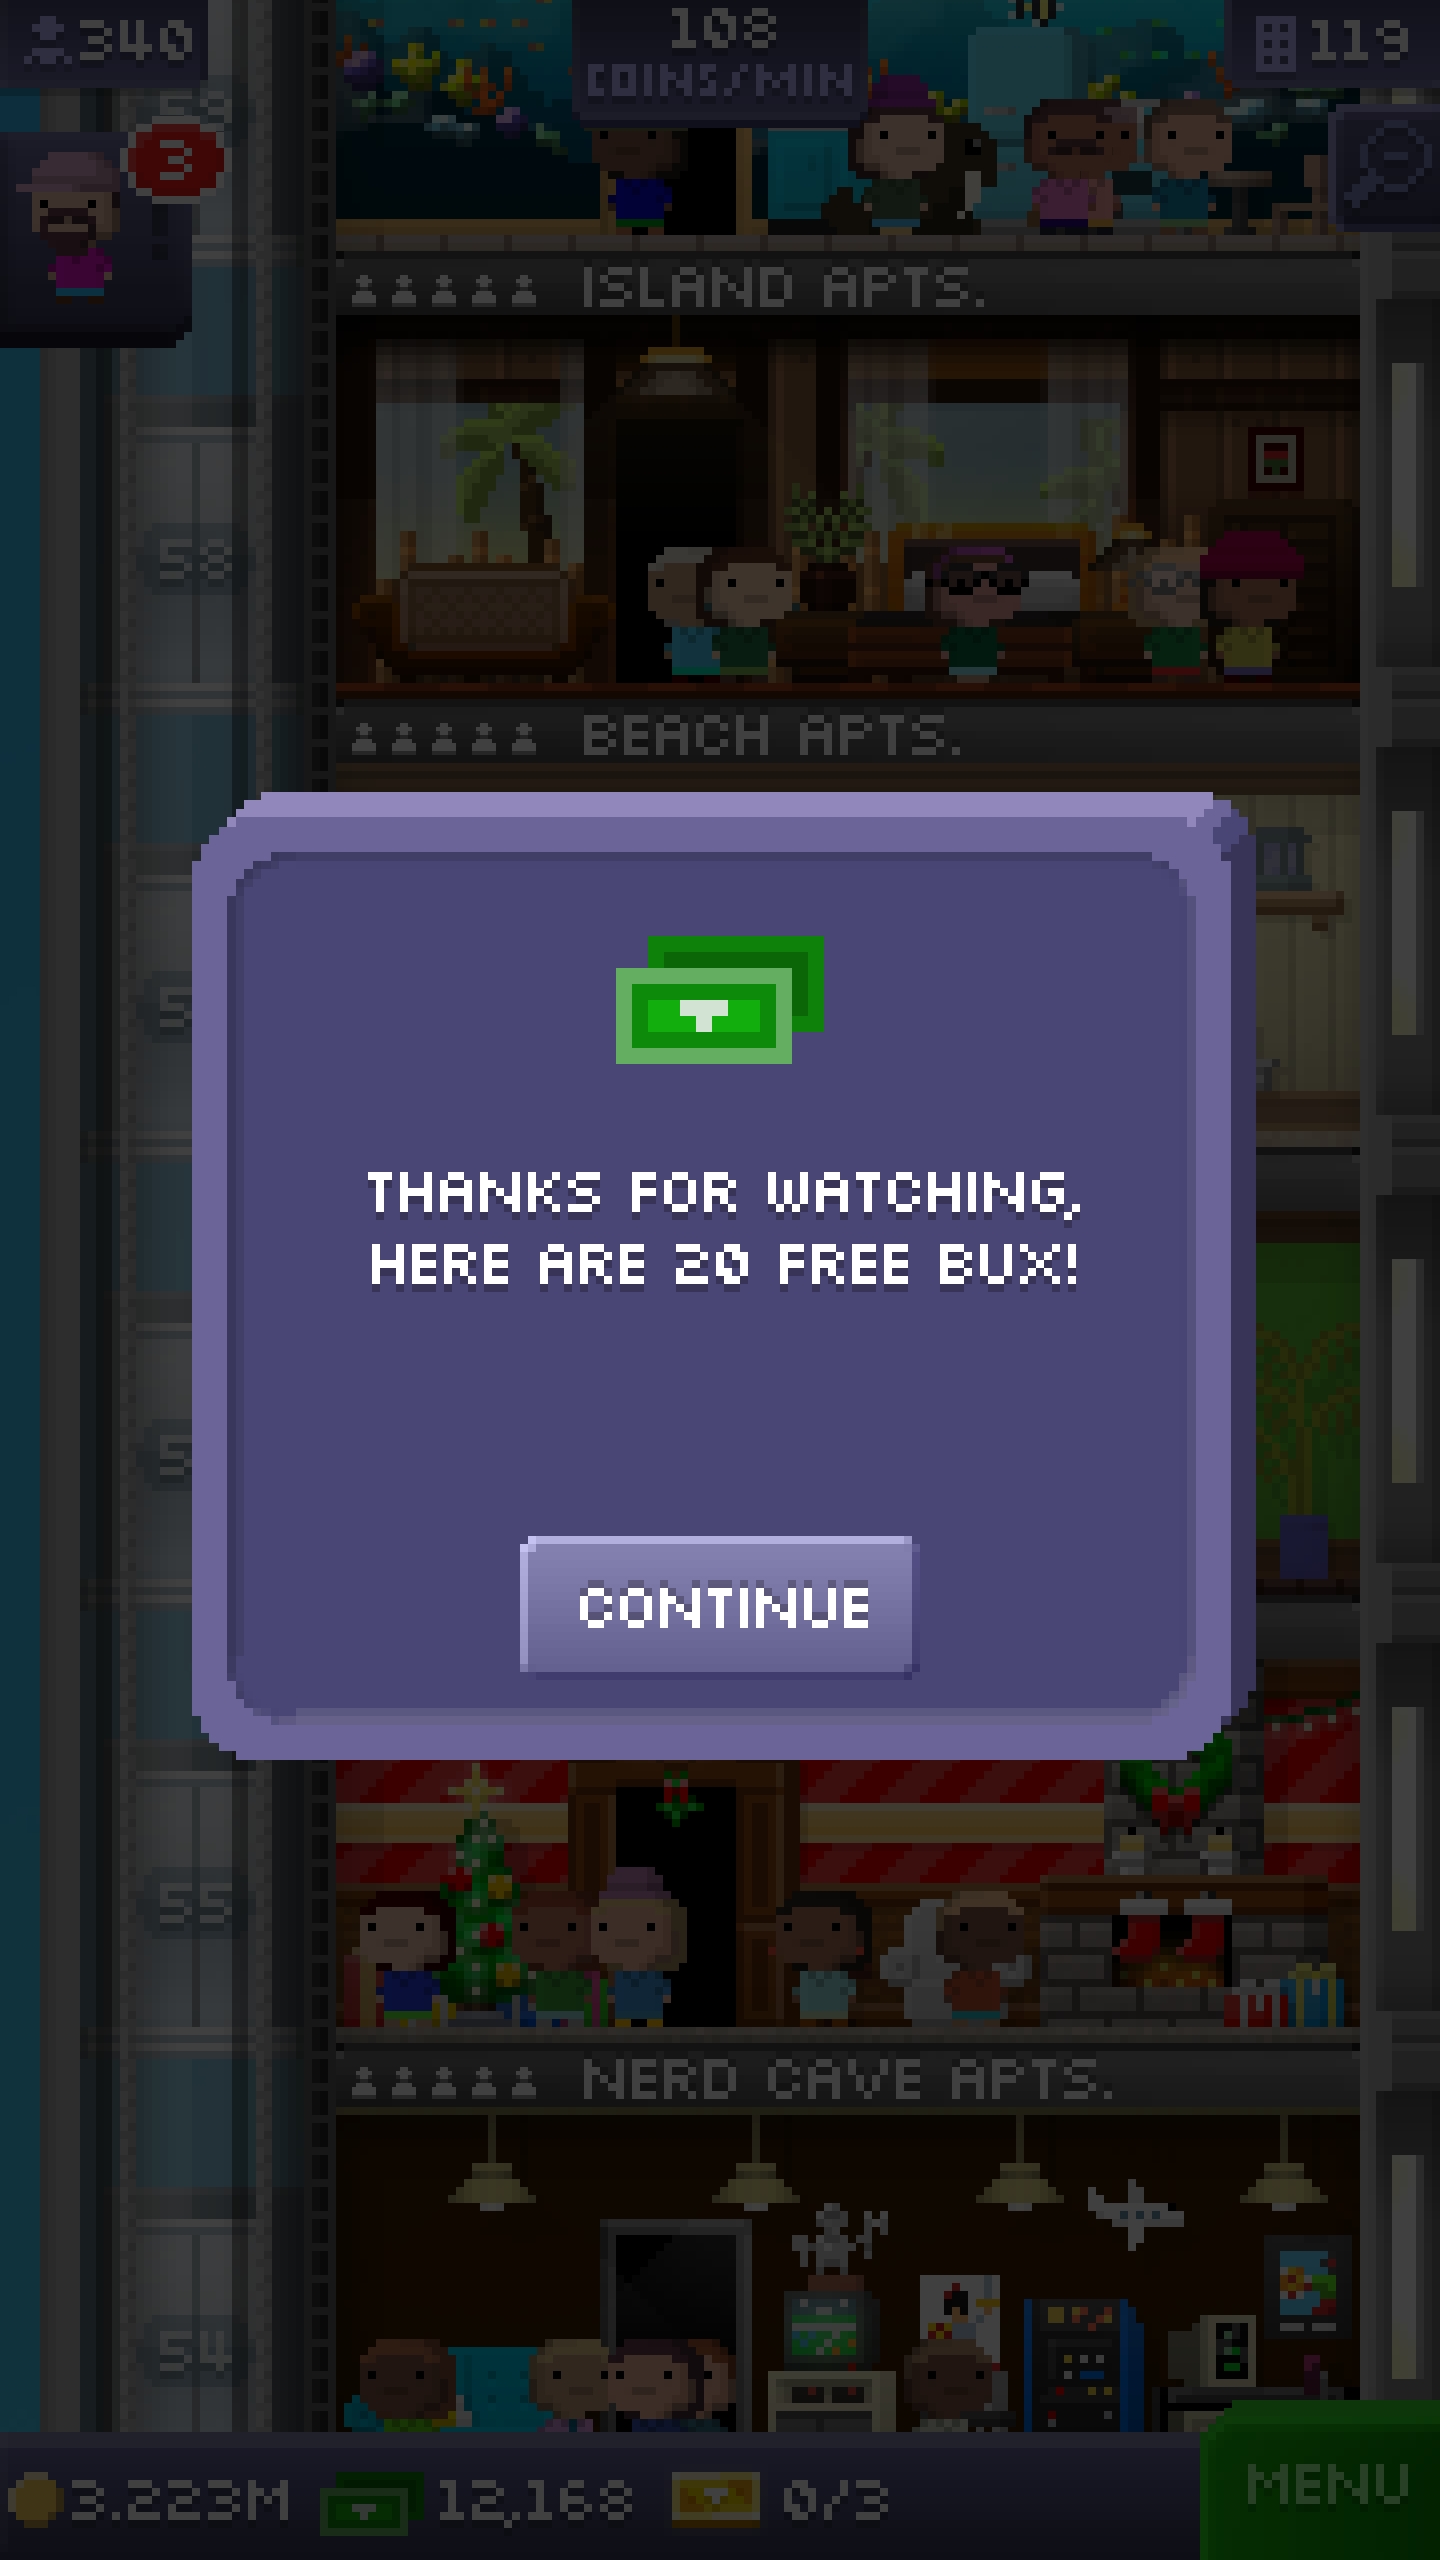 340
108
COINS/MIN
119
3
ISLAND APTS.
58
BEACH APTS.
THANKS FOR WATCHING,
HERE ARE 20 FREE BUX!
CONTINUE
55
NERD CAVE APTS.
54
3.223M
12,168
0/3
MENU